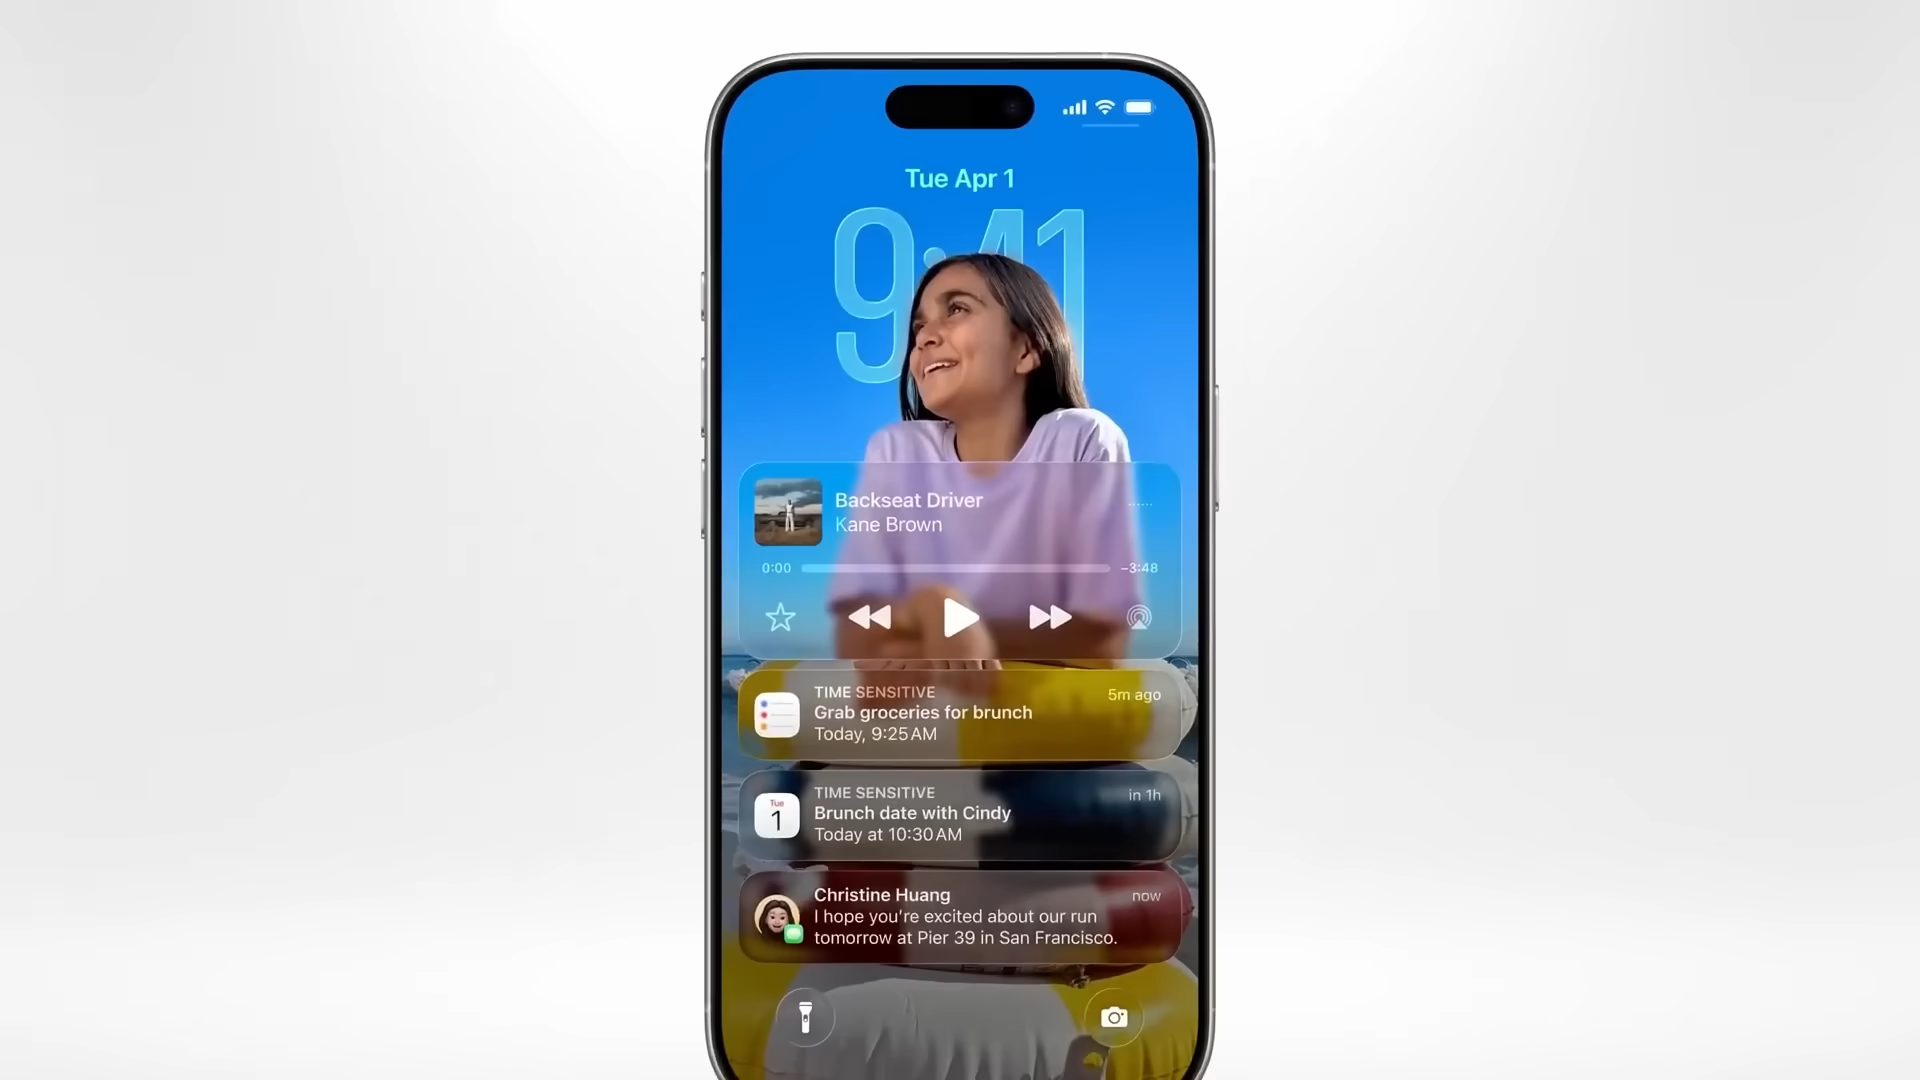 Tue Apr 1
9:41
Backseat Driver
Kane Brown
0:00
−3:48
TIME SENSITIVE
5m ago
Grab groceries for brunch
Today, 9:25 AM
Tue
1
TIME SENSITIVE
in 1h
Brunch date with Cindy
Today at 10:30 AM
Christine Huang
now
I hope you’re excited about our run
tomorrow at Pier 39 in San Francisco.